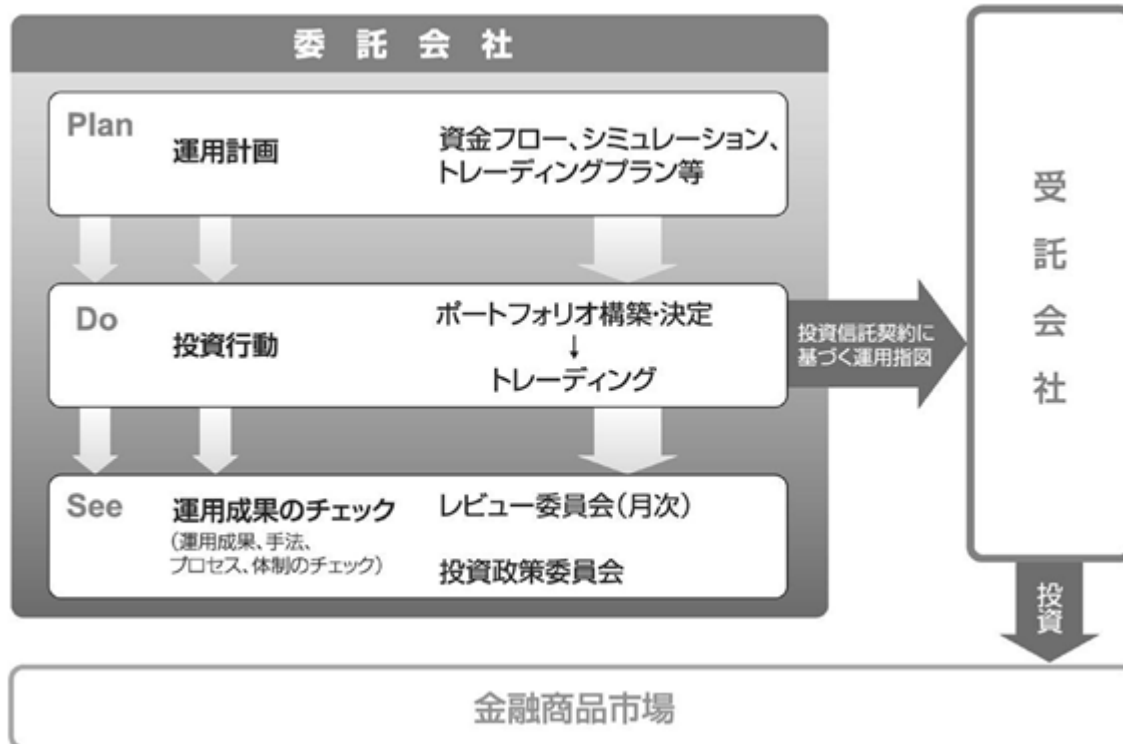 委託会社
Plan
運用計画
資金フロー、シミュレーション、
トレーディングプラン等
Do
投資行動
ポートフォリオ構築・決定
↓
トレーディング
投資信託契約に
基づく運用指図
See
運用成果のチェック
(運用成果、手法、
プロセス、体制のチェック)
レビュー委員会(月次)
投資政策委員会
受託会社
投資
金融商品市場